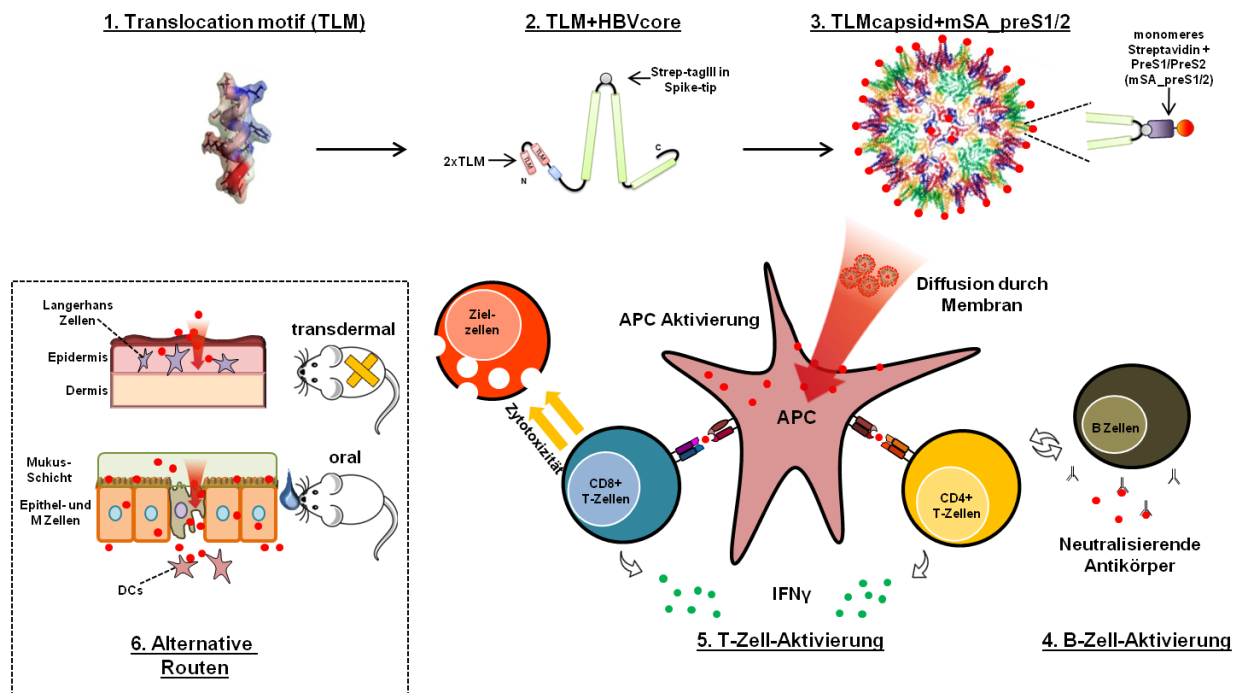 1. Translocation motif (TLM)
2. TLM+HBVcore
3. TLMcapsid+mSA_preS1/2
Strep-tagIII in
Spike-tip
2xTLM
TLM
TLM
N
C
monomeres
Streptavidin +
PreS1/PreS2
(mSA_preS1/2)
Langerhans
Zellen
Epidermis
Dermis
transdermal
Mukus-
Schicht
Epithel- und
M Zellen
oral
DCs
6. Alternative
Routen
Ziel-
zellen
Zytotoxizität
APC Aktivierung
Diffusion durch
Membran
APC
CD8+
T-Zellen
CD4+
T-Zellen
IFNγ
5. T-Zell-Aktivierung
B Zellen
Neutralisierende
Antikörper
4. B-Zell-Aktivierung